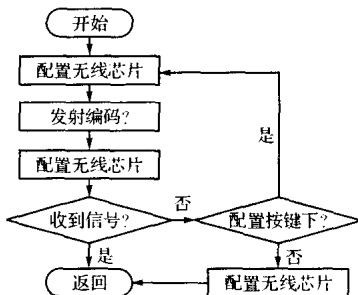 开始
配置无线芯片
发射编码?
是
配置无线芯片
收到信号?
否
配置按键下?
是
否
返回
配置无线芯片